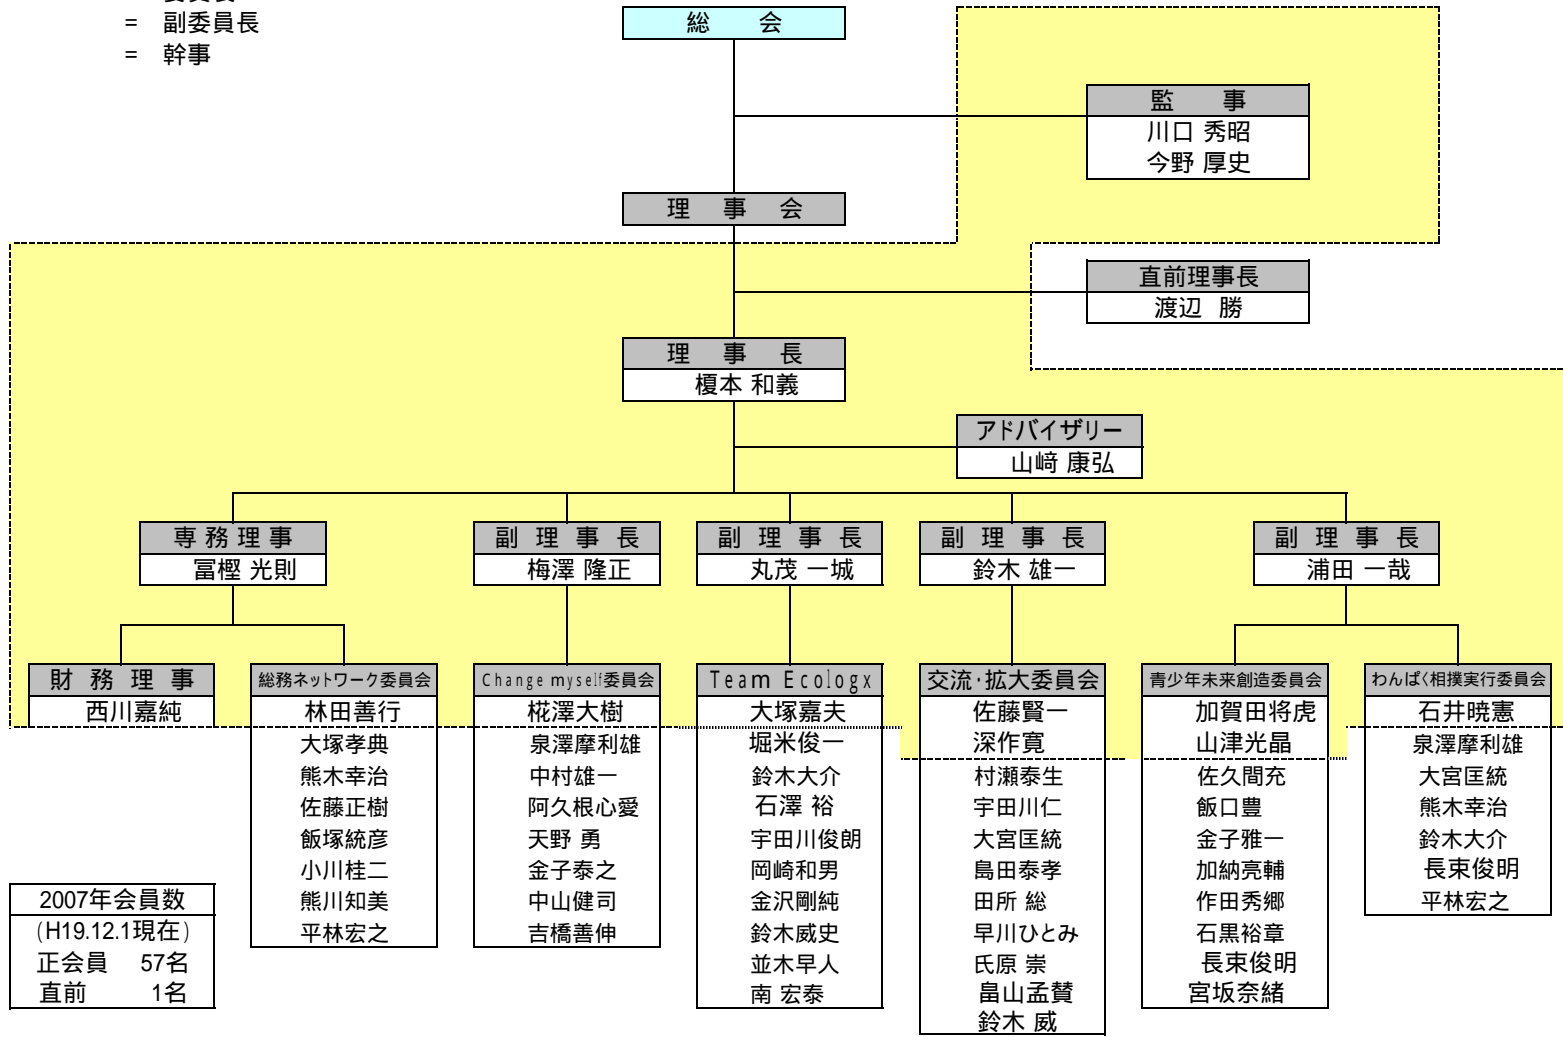 = 副委員長
= 幹事
総 会
監 事
川口 秀昭
今野 厚史
理 事 会
直前理事長
渡辺 勝
理 事 長
榎本 和義
アドバイザリー
山﨑 康弘
専務理事
冨樫 光則
副 理 事 長
梅澤 隆正
副 理 事 長
丸茂 一城
副 理 事 長
鈴木 雄一
副 理 事 長
浦田 一哉
財 務 理 事
西川嘉純
総務ネットワーク委員会
林田善行
大塚孝典
熊木幸治
佐藤正樹
飯塚統彦
小川桂二
熊川知美
平林宏之
Change myself委員会
椛澤大樹
泉澤摩利雄
中村雄一
阿久根心愛
天野 勇
金子泰之
中山健司
吉橋善伸
Team Ecologx
大塚嘉夫
堀米俊一
鈴木大介
石澤 裕
宇田川俊朗
岡崎和男
金沢剛純
鈴木威史
並木早人
南 宏泰
交流･拡大委員会
佐藤賢一
深作寛
村瀬泰生
宇田川仁
大宮匡統
島田泰孝
田所 総
早川ひとみ
氏原 崇
畠山孟賛
鈴木 威
青少年未来創造委員会
加賀田将虎
山津光晶
佐久間充
飯口豊
金子雅一
加納亮輔
作田秀郷
石黒裕章
長束俊明
宮坂奈緒
わんぱく相撲実行委員会
石井暁憲
泉澤摩利雄
大宮匡統
熊木幸治
鈴木大介
長束俊明
平林宏之
2007年会員数
(H19.12.1現在)
正会員 57名
直前 1名